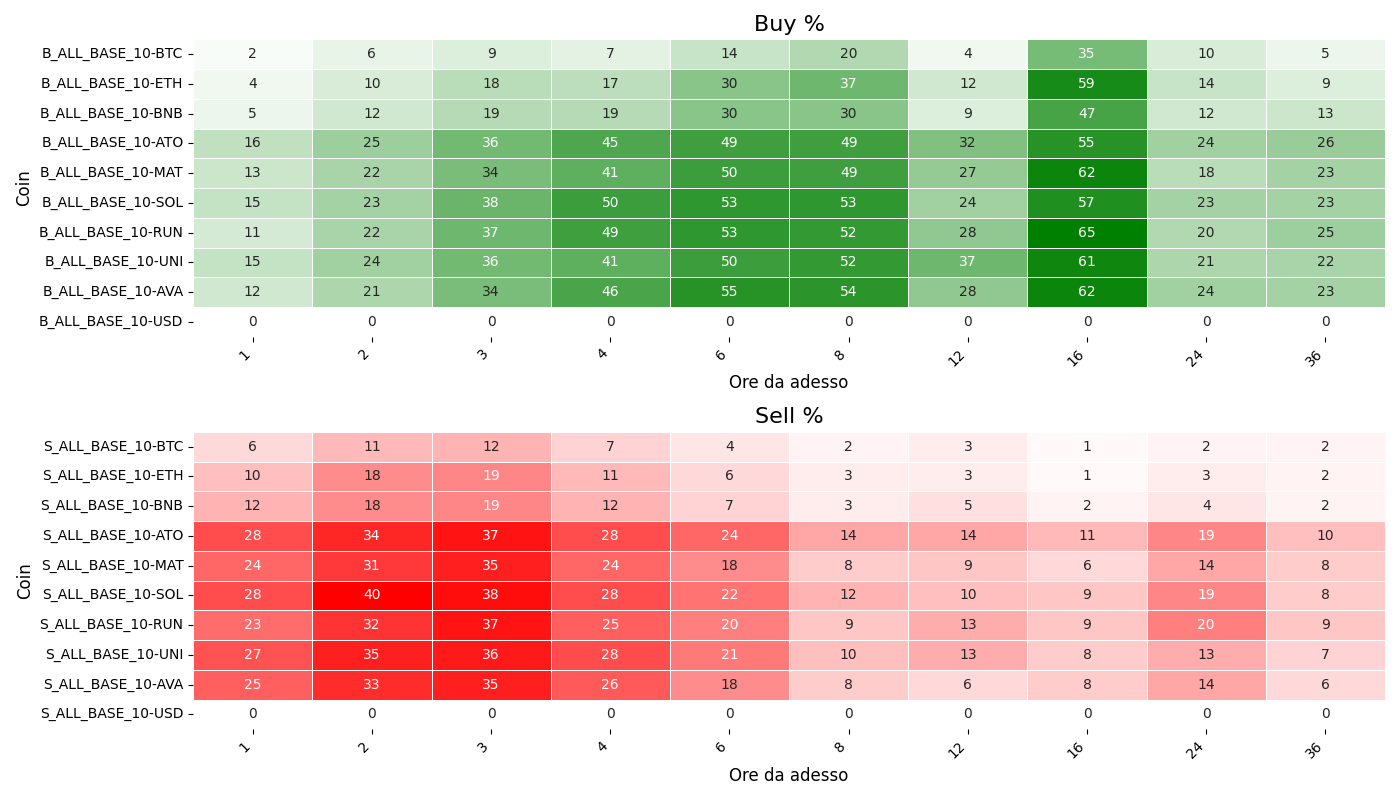 Buy %
Coin
B_ALL_BASE_10-BTC 2 6 9 7 14 20 4 35 10 5
B_ALL_BASE_10-ETH 4 10 18 17 30 37 12 59 14 9
B_ALL_BASE_10-BNB 5 12 19 19 30 30 9 47 12 13
B_ALL_BASE_10-ATO 16 25 36 45 49 49 32 55 24 26
B_ALL_BASE_10-MAT 13 22 34 41 50 49 27 62 18 23
B_ALL_BASE_10-SOL 15 23 38 50 53 53 24 57 23 23
B_ALL_BASE_10-RUN 11 22 37 49 53 52 28 65 20 25
B_ALL_BASE_10-UNI 15 24 36 41 50 52 37 61 21 22
B_ALL_BASE_10-AVA 12 21 34 46 55 54 28 62 24 23
B_ALL_BASE_10-USD 0 0 0 0 0 0 0 0 0 0
1 2 3 4 6 8 12 16 24 36
Ore da adesso
Sell %
Coin
S_ALL_BASE_10-BTC 6 11 12 7 4 2 3 1 2 2
S_ALL_BASE_10-ETH 10 18 19 11 6 3 3 1 3 2
S_ALL_BASE_10-BNB 12 18 19 12 7 3 5 2 4 2
S_ALL_BASE_10-ATO 28 34 37 28 24 14 14 11 19 10
S_ALL_BASE_10-MAT 24 31 35 24 18 8 9 6 14 8
S_ALL_BASE_10-SOL 28 40 38 28 22 12 10 9 19 8
S_ALL_BASE_10-RUN 23 32 37 25 20 9 13 9 20 9
S_ALL_BASE_10-UNI 27 35 36 28 21 10 13 8 13 7
S_ALL_BASE_10-AVA 25 33 35 26 18 8 6 8 14 6
S_ALL_BASE_10-USD 0 0 0 0 0 0 0 0 0 0
1 2 3 4 6 8 12 16 24 36
Ore da adesso